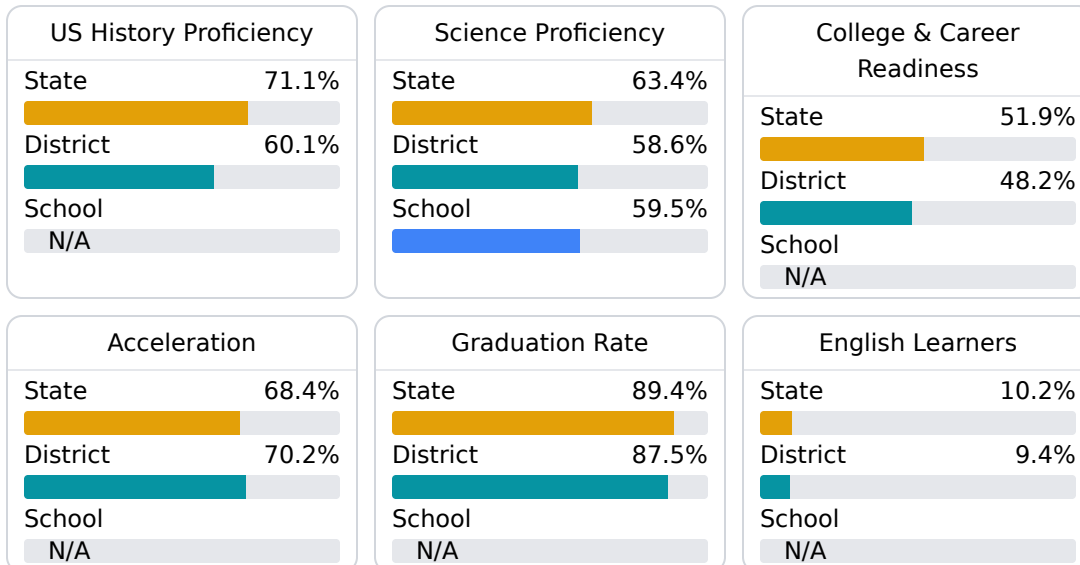 US History Proficiency
State 71.1%
District 60.1%
School
N/A
Science Proficiency
State 63.4%
District 58.6%
School 59.5%
College & Career
Readiness
State 51.9%
District 48.2%
School
N/A
Acceleration
State 68.4%
District 70.2%
School
N/A
Graduation Rate
State 89.4%
District 87.5%
School
N/A
English Learners
State 10.2%
District 9.4%
School
N/A